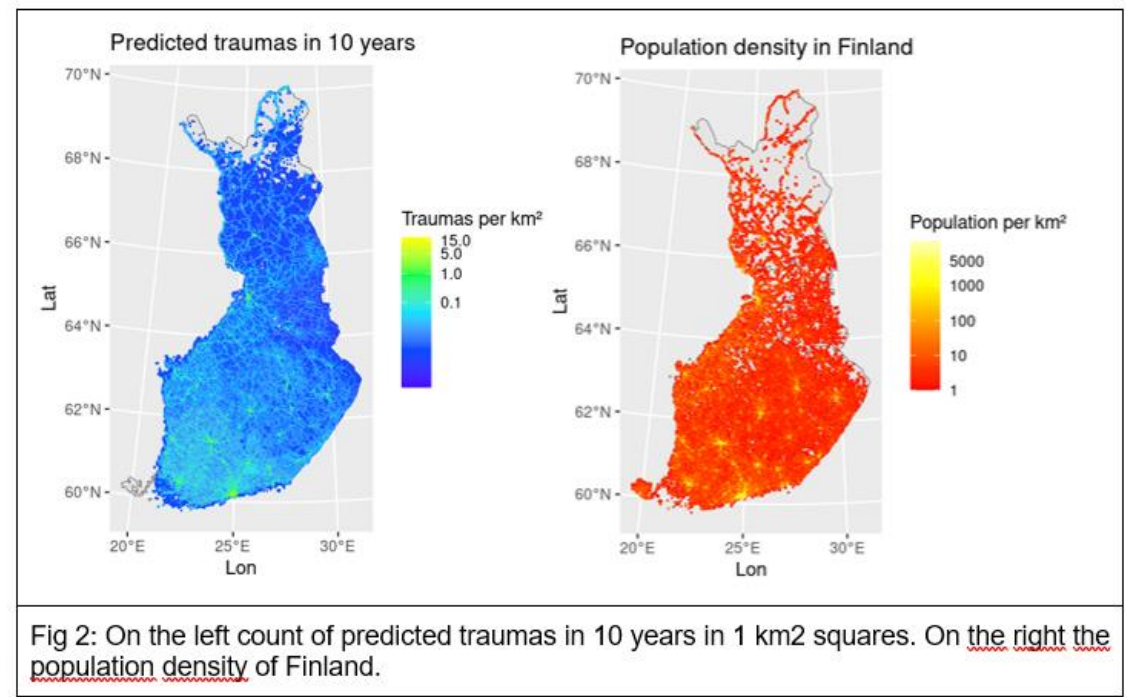 Predicted traumas in 10 years
70°N
68°N
66°N
64°N
62°N
60°N
Lat
20°E 25°E 30°E
Lon
Traumas per km²
15.0
5.0
1.0
0.1
Population density in Finland
70°N
68°N
66°N
64°N
62°N
60°N
Lat
20°E 25°E 30°E
Lon
Population per km²
5000
1000
100
10
1
Fig 2: On the left count of predicted traumas in 10 years in 1 km2 squares. On the right the
population density of Finland.